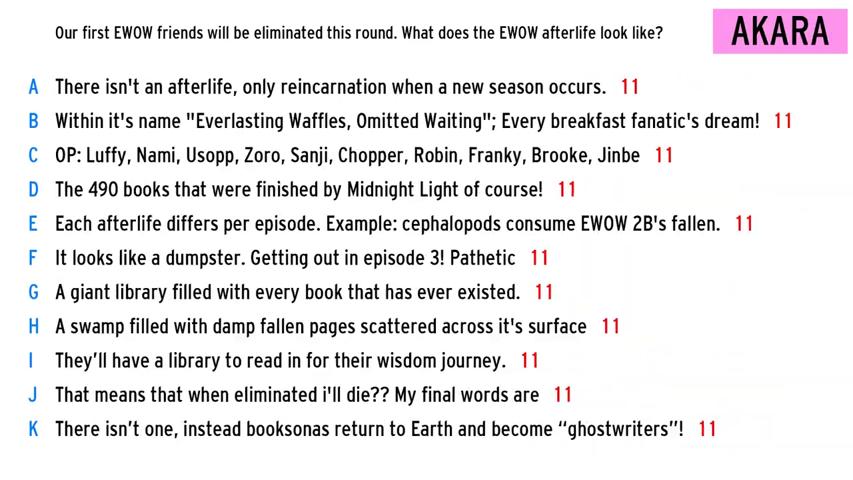 Our first EWOW friends will be eliminated this round. What does the EWOW afterlife look like?
AKARA
A There isn't an afterlife, only reincarnation when a new season occurs. 11
B Within it's name "Everlasting Waffles, Omitted Waiting"; Every breakfast fanatic's dream! 11
C OP: Luffy, Nami, Usopp, Zoro, Sanji, Chopper, Robin, Franky, Brooke, Jinbe 11
D The 490 books that were finished by Midnight Light of course! 11
E Each afterlife differs per episode. Example: cephalopods consume EWOW 2B's fallen. 11
F It looks like a dumpster. Getting out in episode 3! Pathetic 11
G A giant library filled with every book that has ever existed. 11
H A swamp filled with damp fallen pages scattered across it's surface 11
I They’ll have a library to read in for their wisdom journey. 11
J That means that when eliminated i'll die?? My final words are 11
K There isn’t one, instead booksonas return to Earth and become “ghostwriters”! 11